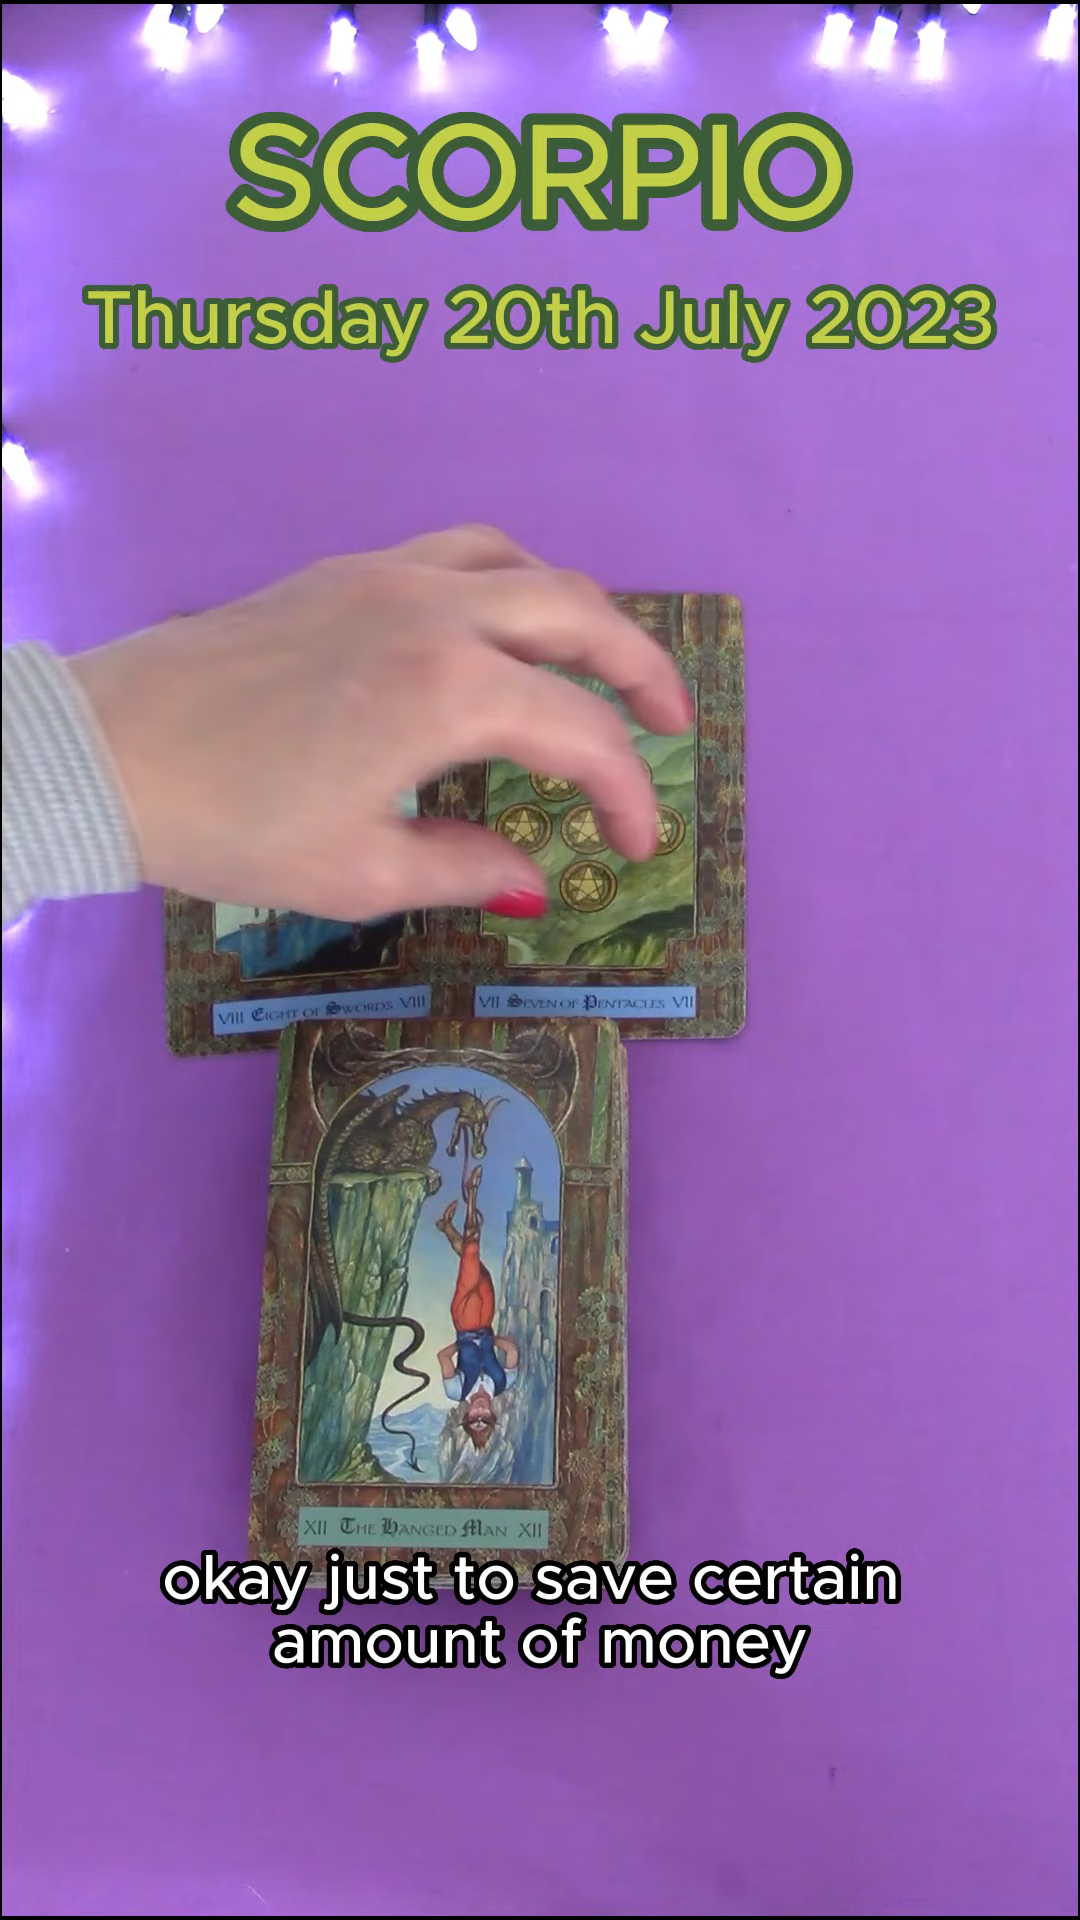 SCORPIO
Thursday 20th July 2023
VIII EIGHT OF SWORDS VIII
VII SEVEN OF PENTACLES VII
XII THE HANGED MAN XII
okay just to save certain
amount of money